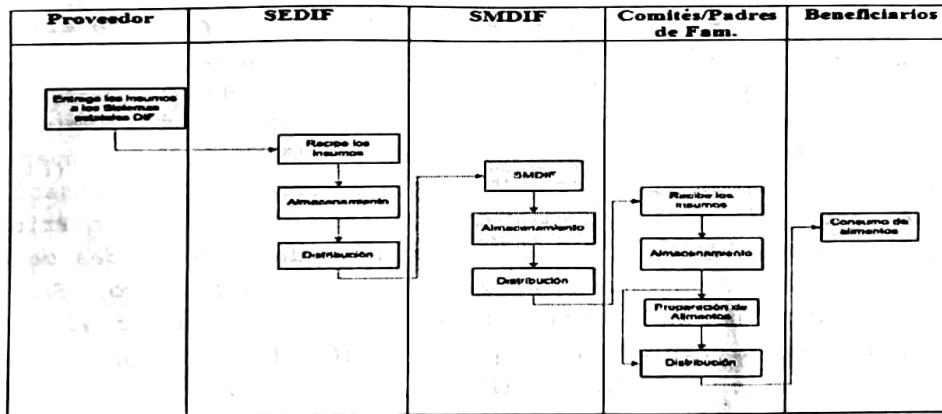 Proveedor
SEDIF
SMDIF
Comités/Padres
de Fam.
Beneficiarios
Entrega los Insumos
a los Sistemas
estatales DIF
Recibe los
Insumos
Almacenamiento
Distribución
SMDIF
Almacenamiento
Distribución
Recibe los
Insumos
Almacenamiento
Preparación de
Alimentos
Distribución
Consumo de
alimentos